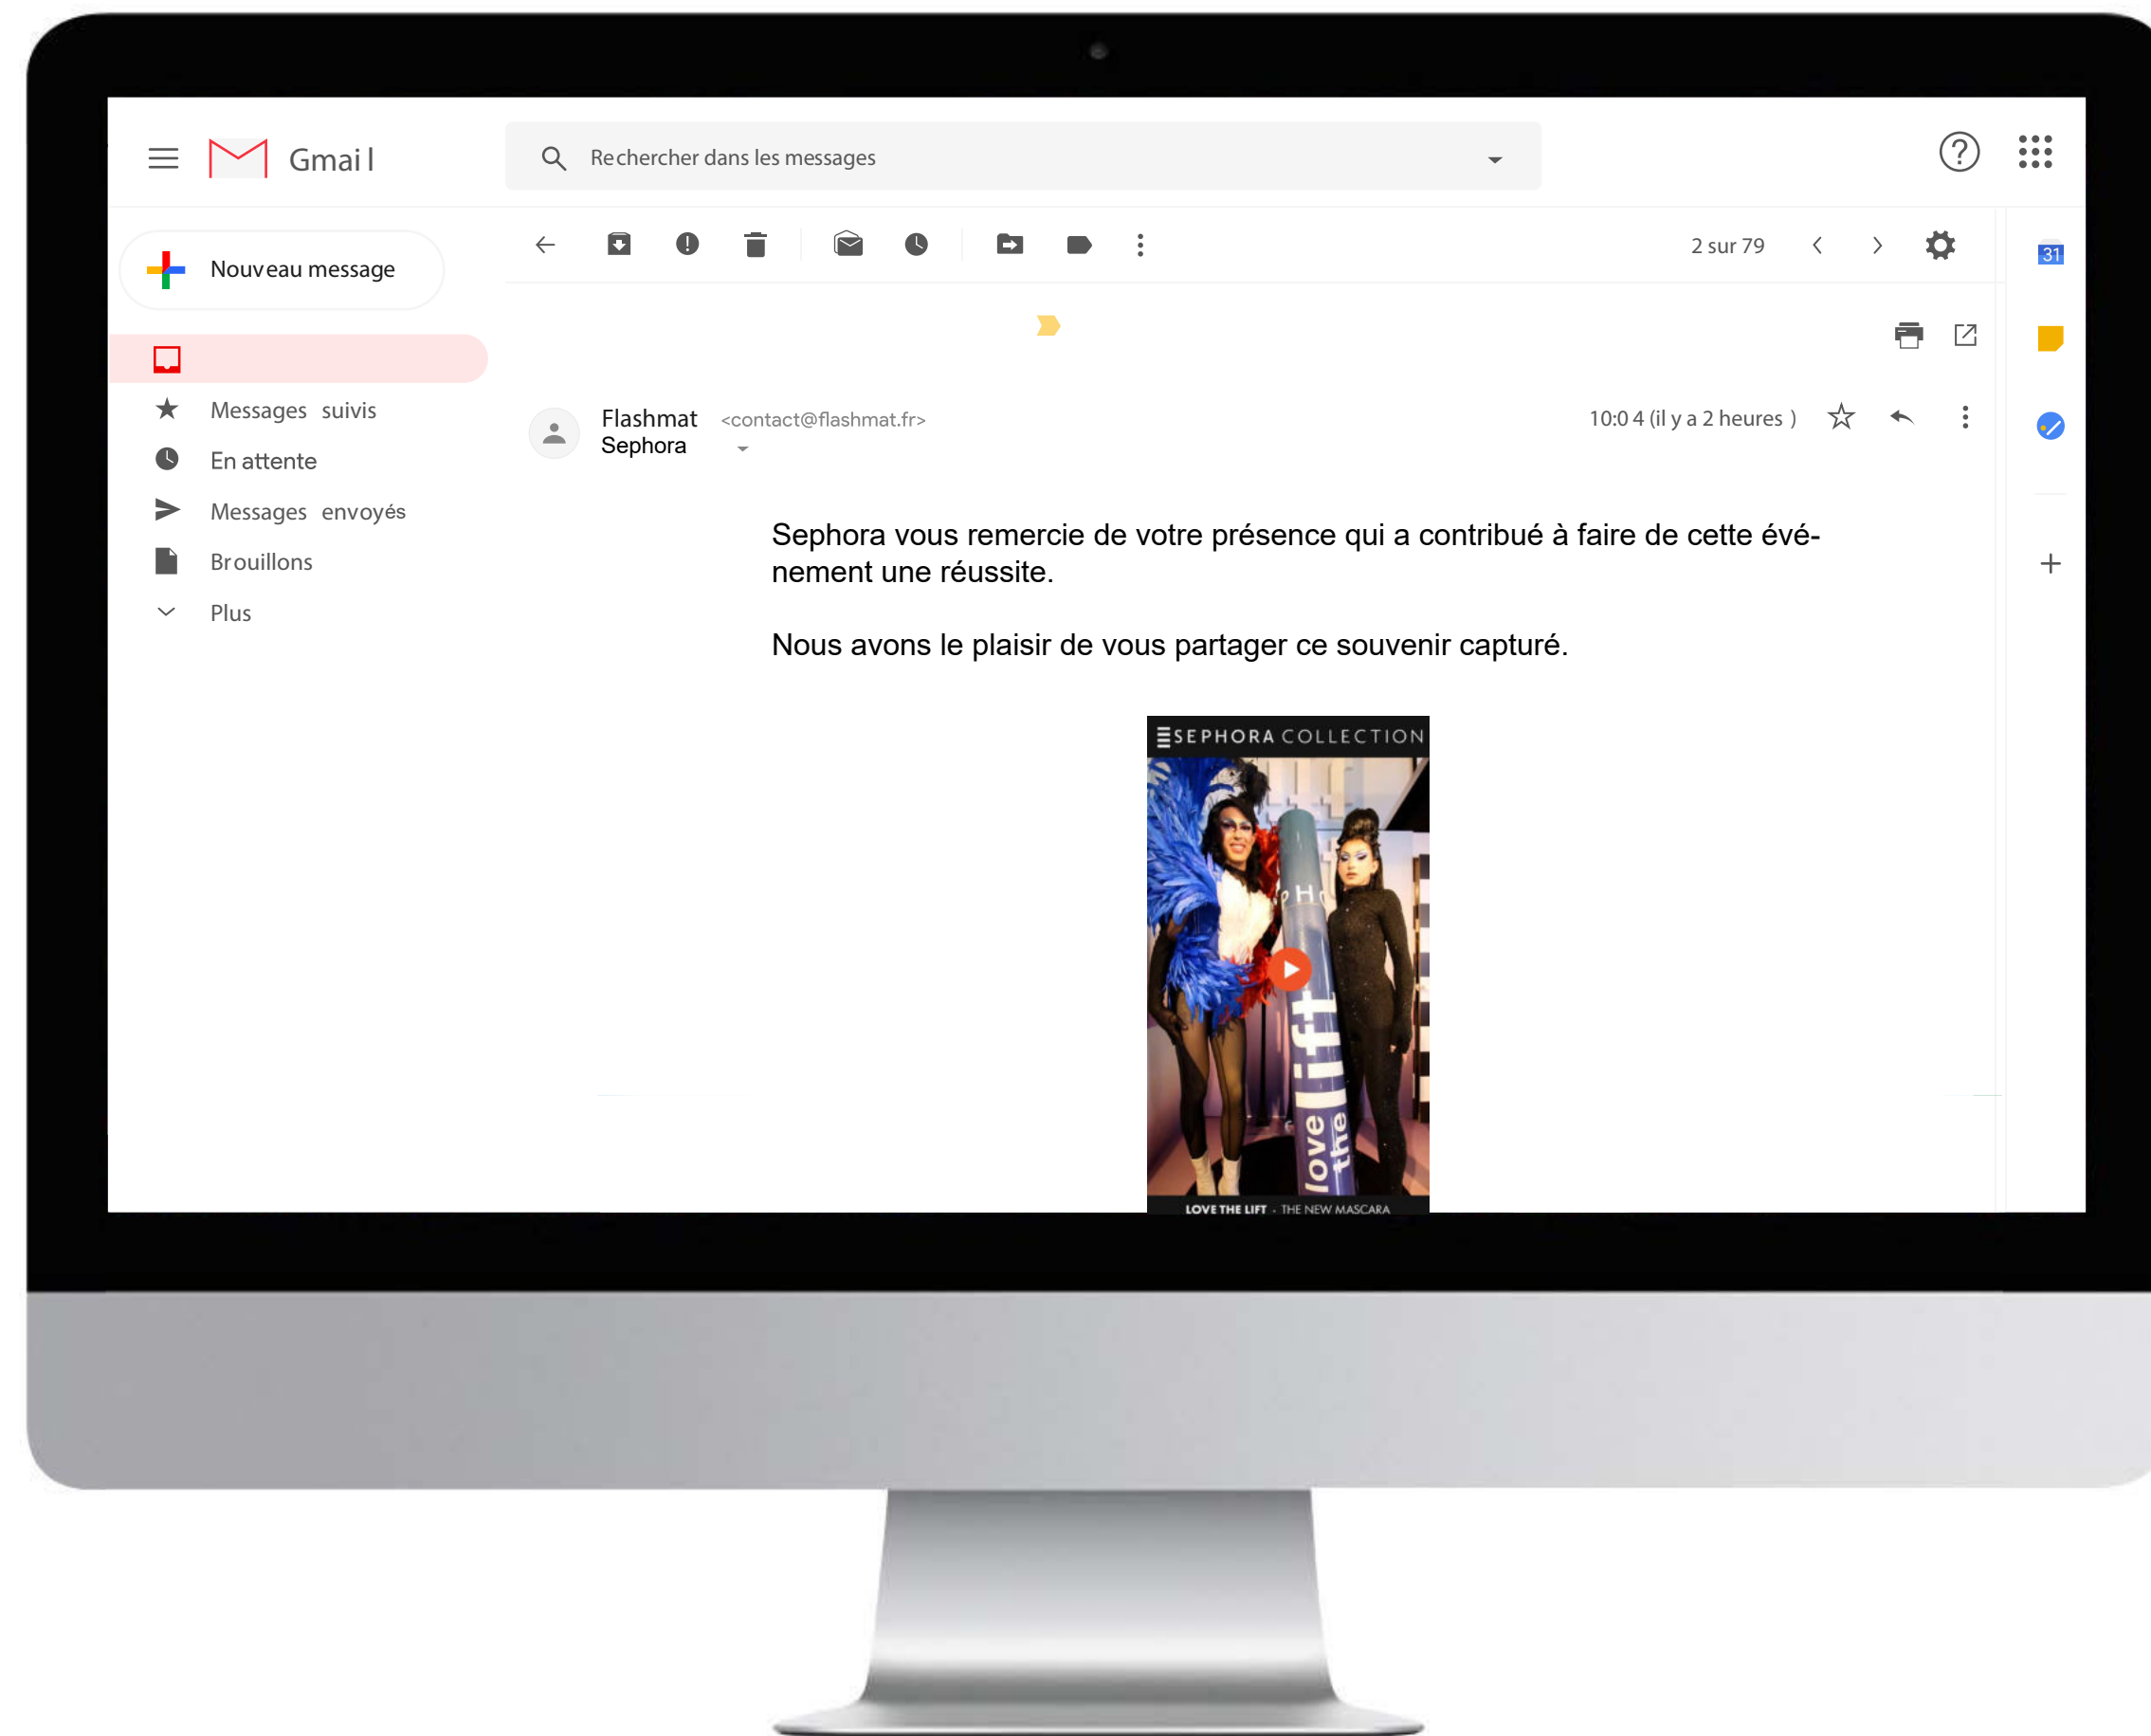 Gmail
Rechercher dans les messages
Nouveau message
2 sur 79
31
Messages suivis
En attente
Messages envoyés
Brouillons
Plus
Flashmat <contact@flashmat.fr>
Sephora
10:04 (il y a 2 heures )
Sephora vous remercie de votre présence qui a contribué à faire de cette évé-
nement une réussite.
Nous avons le plaisir de vous partager ce souvenir capturé.
SEPHORA COLLECTION
love
the
lift
LOVE THE LIFT - THE NEW MASCARA